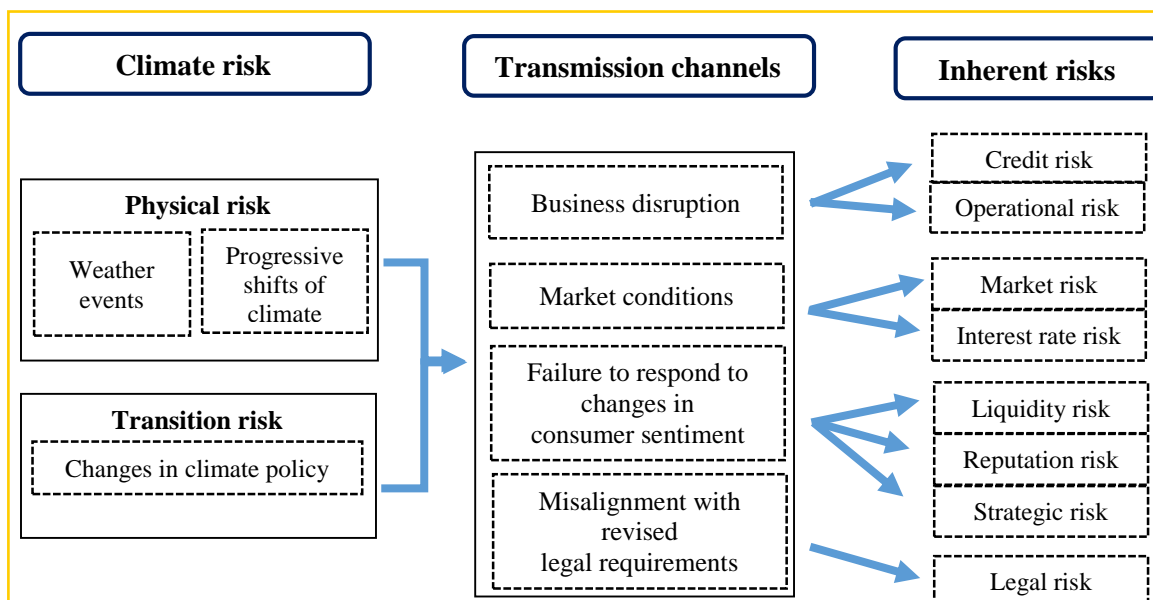 Climate risk
Transmission channels
Inherent risks
Physical risk
Weather
events
Progressive
shifts of
climate
Transition risk
Changes in climate policy
Business disruption
Market conditions
Failure to respond to
changes in
consumer sentiment
Misalignment with
revised
legal requirements
Credit risk
Operational risk
Market risk
Interest rate risk
Liquidity risk
Reputation risk
Strategic risk
Legal risk